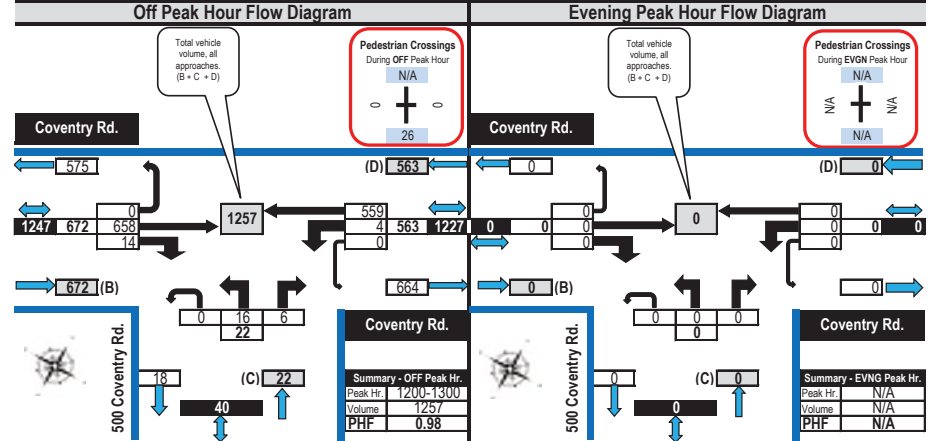 Off Peak Hour Flow Diagram
Total vehicle
volume, all
approaches.
(B + C + D)
Pedestrian Crossings
During OFF Peak Hour
N/A
0
0
26
Coventry Rd.
575
(D) 563
1257
0
1247 672 658
14
559
4 563 1227
0
672 (B)
664
0 16 6
22
Coventry Rd.
500 Coventry Rd.
18
(C) 22
40
Summary - OFF Peak Hr.
Peak Hr. 1200-1300
Volume 1257
PHF 0.98
Evening Peak Hour Flow Diagram
Total vehicle
volume, all
approaches.
(B + C + D)
Pedestrian Crossings
During EVGN Peak Hour
N/A
N/A
N/A
N/A
Coventry Rd.
0
(D) 0
0
0
0 0 0
0
0
0 0 0
0
0 (B)
0
0 0 0
0
Coventry Rd.
500 Coventry Rd.
0
(C) 0
0
Summary - EVNG Peak Hr.
Peak Hr. N/A
Volume N/A
PHF N/A